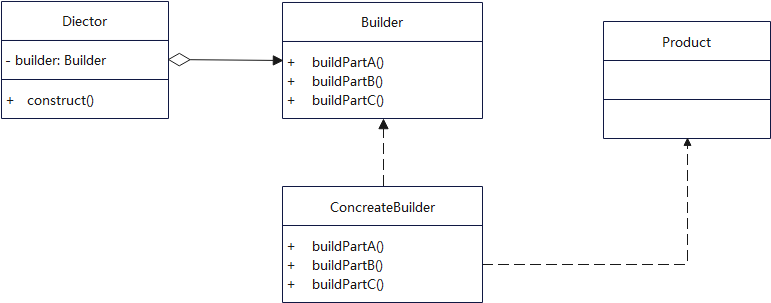 Diector
- builder: Builder
+ construct()
Builder
+ buildPartA()
+ buildPartB()
+ buildPartC()
Product
ConcreateBuilder
+ buildPartA()
+ buildPartB()
+ buildPartC()